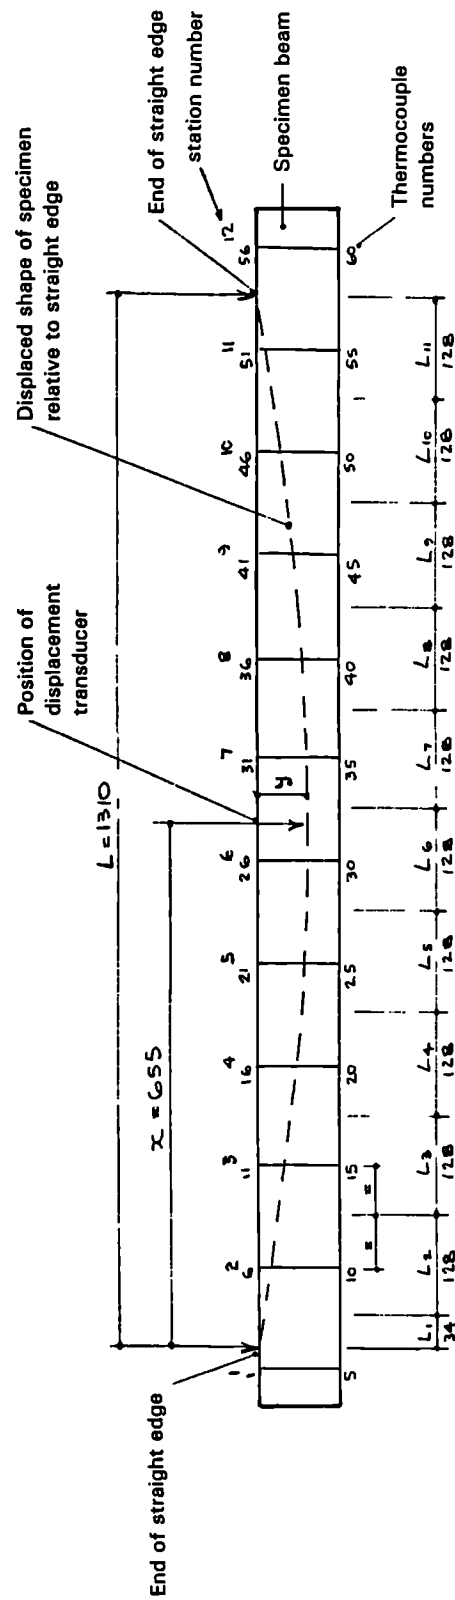 Displaced shape of specimen
relative to straight edge
Position of
displacement
transducer
End of straight edge
station number
Specimen beam
Thermocouple
numbers
End of straight edge
L=1310
x=655
y
1 2 3 4 5 6 7 8 9 10 11 12
1 6 11 16 21 26 31 36 41 46 51 56
5 10 15 20 25 30 35 40 45 50 55 60
= =
L1 L2 L3 L4 L5 L6 L7 L8 L9 L10 L11
34 128 128 128 128 128 128 128 128 128 128